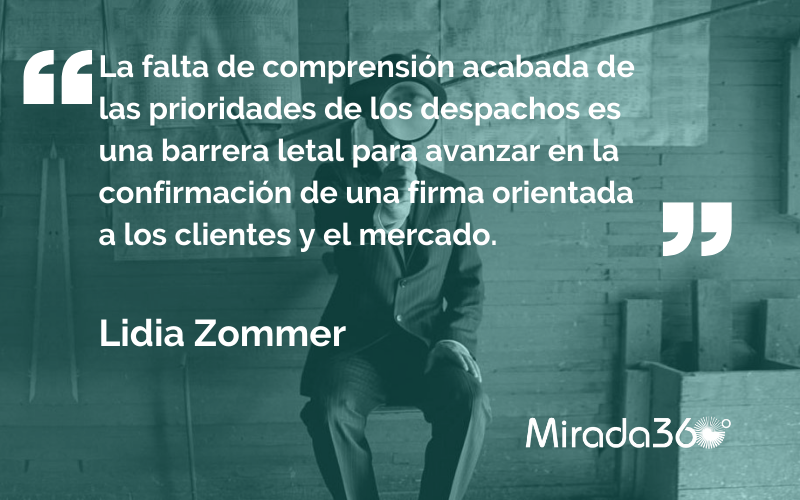 “La falta de comprensión acabada de
las prioridades de los despachos es
una barrera letal para avanzar en la
confirmación de una firma orientada
a los clientes y el mercado.”
Lidia Zommer
Mirada360°